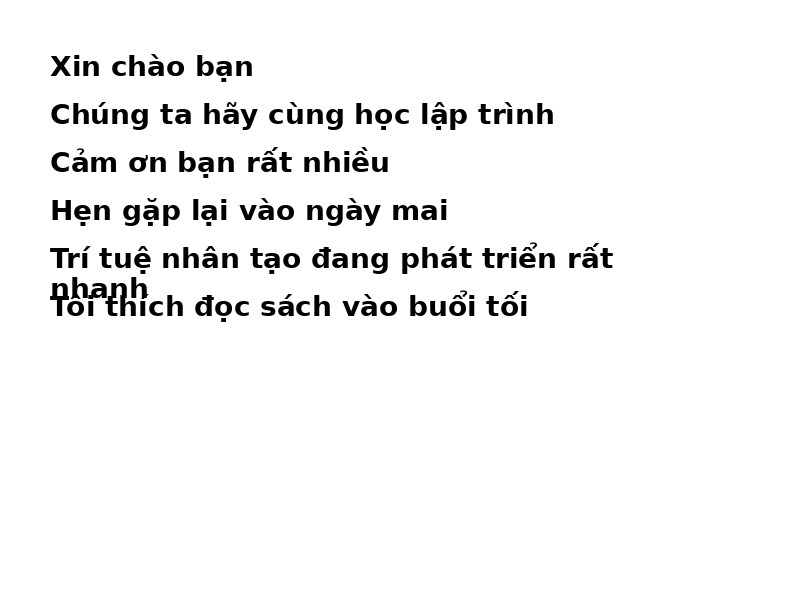 Xin chào bạn
Chúng ta hãy cùng học lập trình
Cảm ơn bạn rất nhiều
Hẹn gặp lại vào ngày mai
Trí tuệ nhân tạo đang phát triển rất
nhanh
Tôi thích đọc sách vào buổi tối